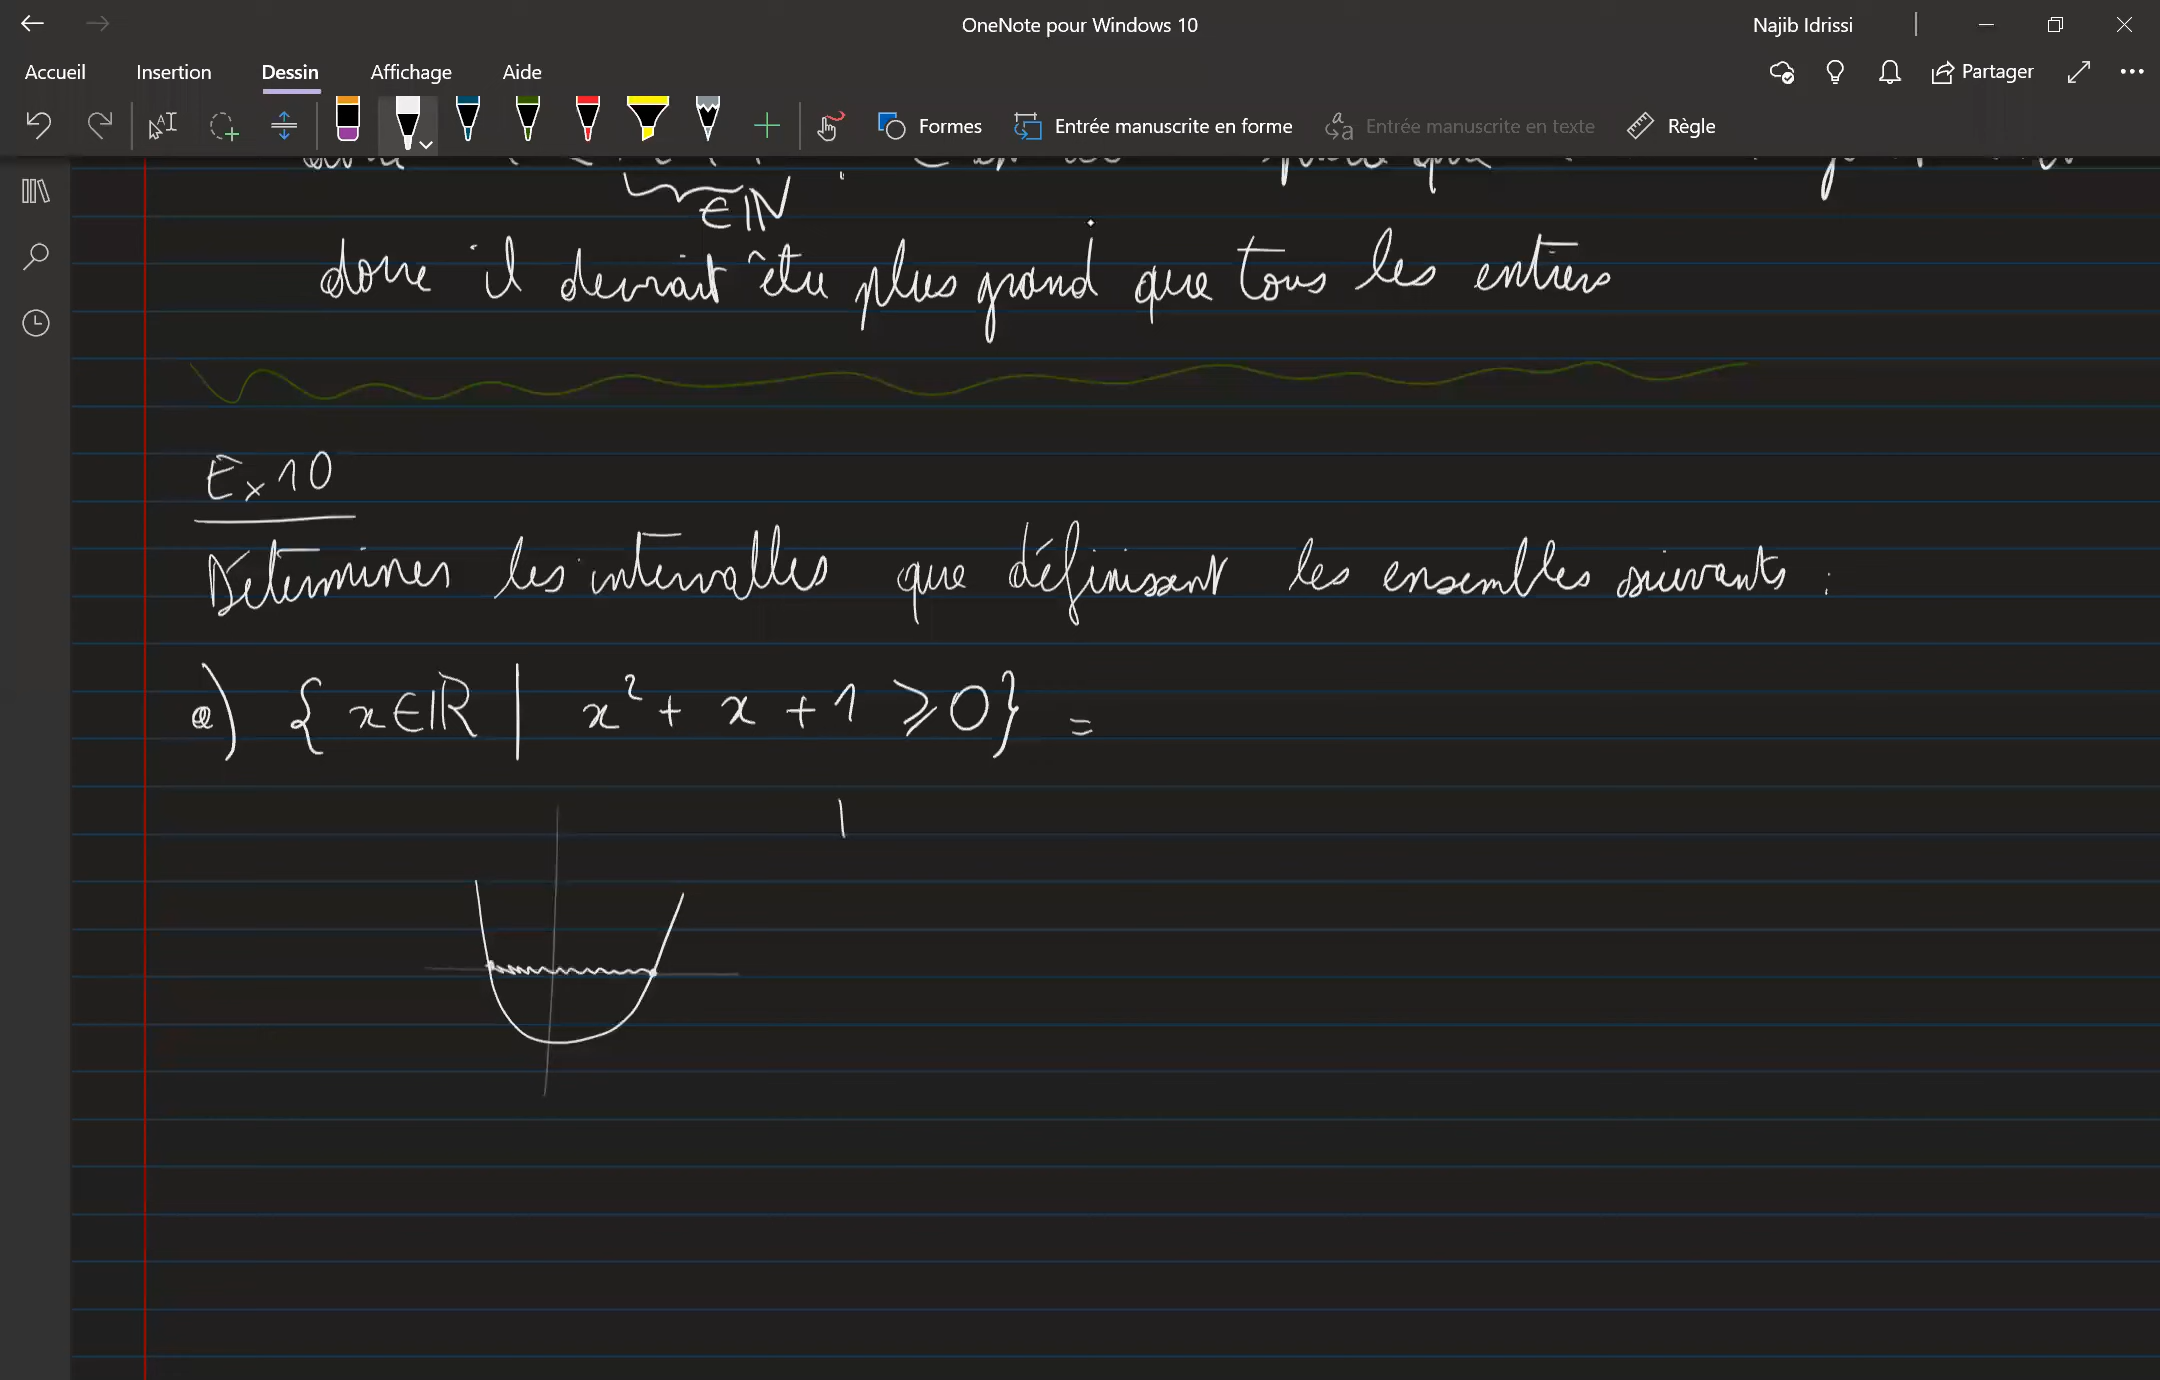 OneNote pour Windows 10
Najib Idrissi
Accueil Insertion Dessin Affichage Aide
Partager
Formes Entrée manuscrite en forme Entrée manuscrite en texte Règle
∈ ℕ
donc il devrait être plus grand que tous les entiers
Ex 10
Déterminer les intervalles que définissent les ensembles suivants :
a) { x ∈ ℝ | x² + x + 1 ⩾ 0 } =